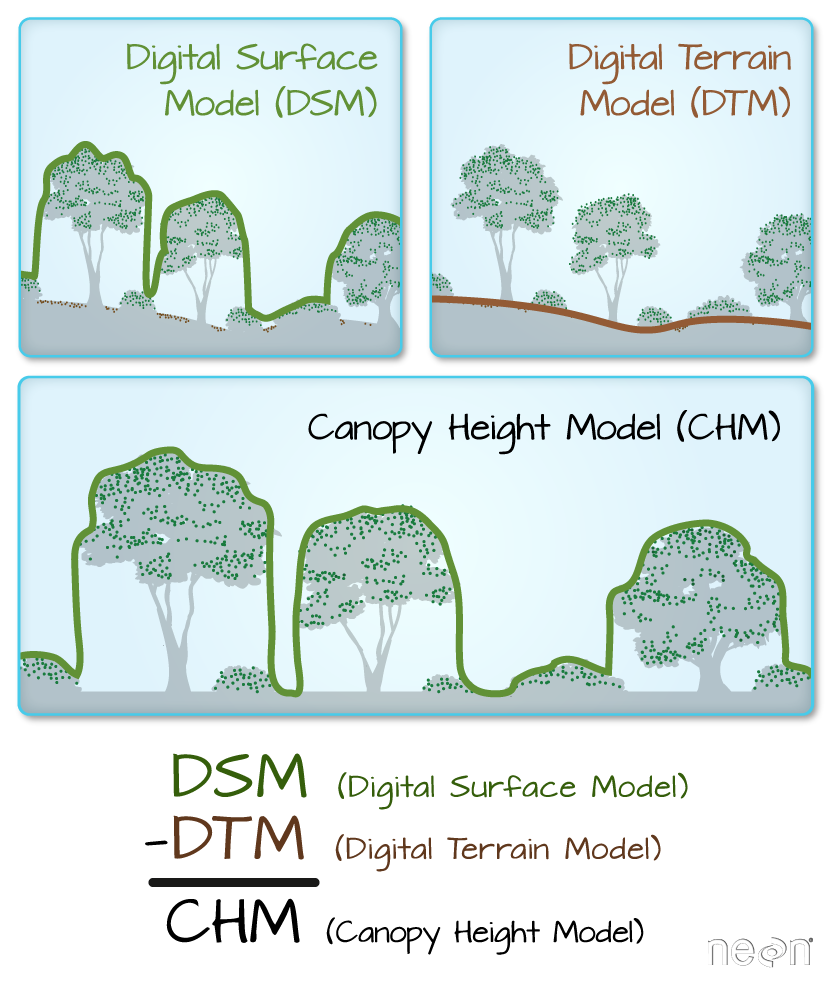 Digital Surface
Model (DSM)
Digital Terrain
Model (DTM)
Canopy Height Model (CHM)
DSM (Digital Surface Model)
-DTM (Digital Terrain Model)
CHM (Canopy Height Model)
neon